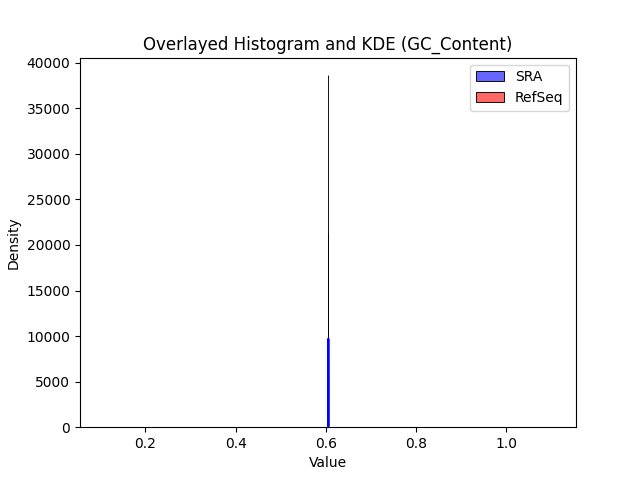 Overlayed Histogram and KDE (GC_Content)
SRA
RefSeq
40000
35000
30000
25000
20000
15000
10000
5000
0
Density
0.2 0.4 0.6 0.8 1.0
Value